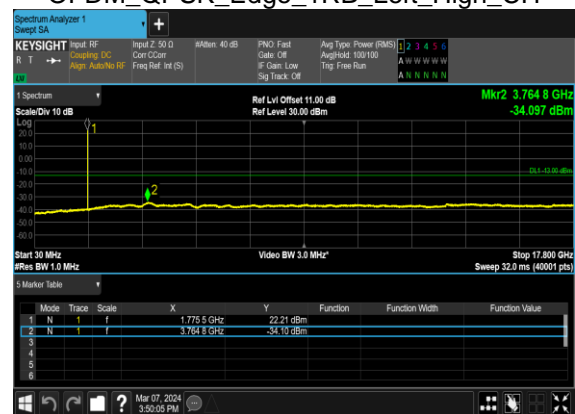 OFDM_QPSK_Edge_1RB_Left_High_CH
Spectrum Analyzer 1
Swept SA
+
KEYSIGHT Input: RF Input Z: 50 Ω #Atten: 40 dB PNO: Fast Avg Type: Power (RMS) 1 2 3 4 5 6
R T Coupling: DC Corr CCorr Gate: Off Avg|Hold: 100/100 A W W W W W
Align: Auto/No RF Freq Ref: Int (S) IF Gain: Low Trig: Free Run
Sig Track: Off A N N N N N
LNI
1 Spectrum Ref Lvl Offset 11.00 dB Mkr2 3.764 8 GHz
Scale/Div 10 dB Ref Level 30.00 dBm -34.097 dBm
Log
1
20.0
10.0
0.00
-10.0 DL1 -13.00 dBm
-20.0
2
-30.0
-40.0
-50.0
-60.0
Start 30 MHz Video BW 3.0 MHz* Stop 17.800 GHz
#Res BW 1.0 MHz Sweep 32.0 ms (40001 pts)
5 Marker Table
Mode Trace Scale X Y Function Function Width Function Value
1 N 1 f 1.775 5 GHz 22.21 dBm
2 N 1 f 3.764 8 GHz -34.10 dBm
3
4
5
6
? Mar 07, 2024
3:50:05 PM